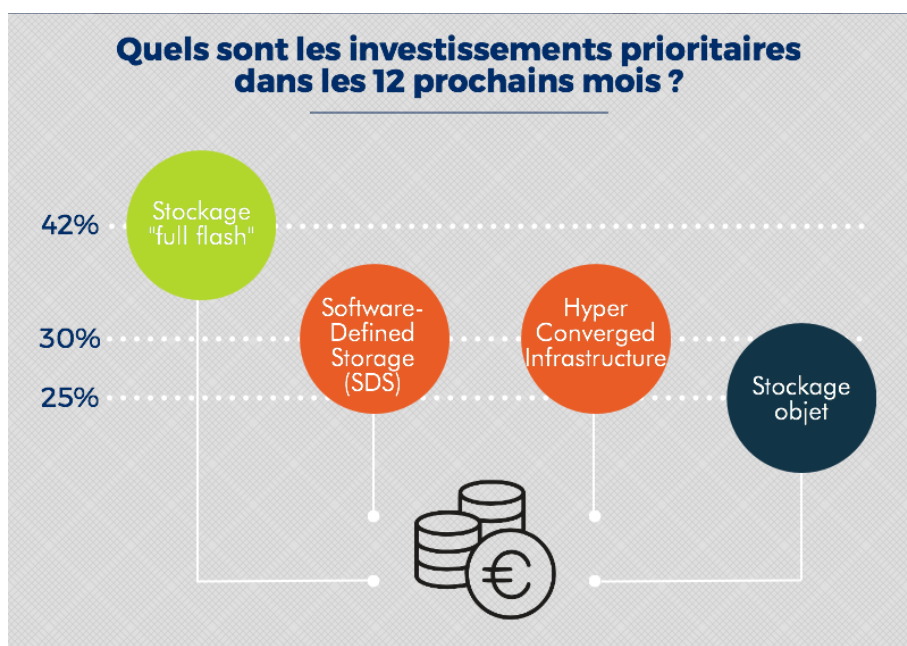 Quels sont les investissements prioritaires
dans les 12 prochains mois ?
42%
Stockage
"full flash"
30%
Software-
Defined
Storage
(SDS)
Hyper
Converged
Infrastructure
25%
Stockage
objet
€